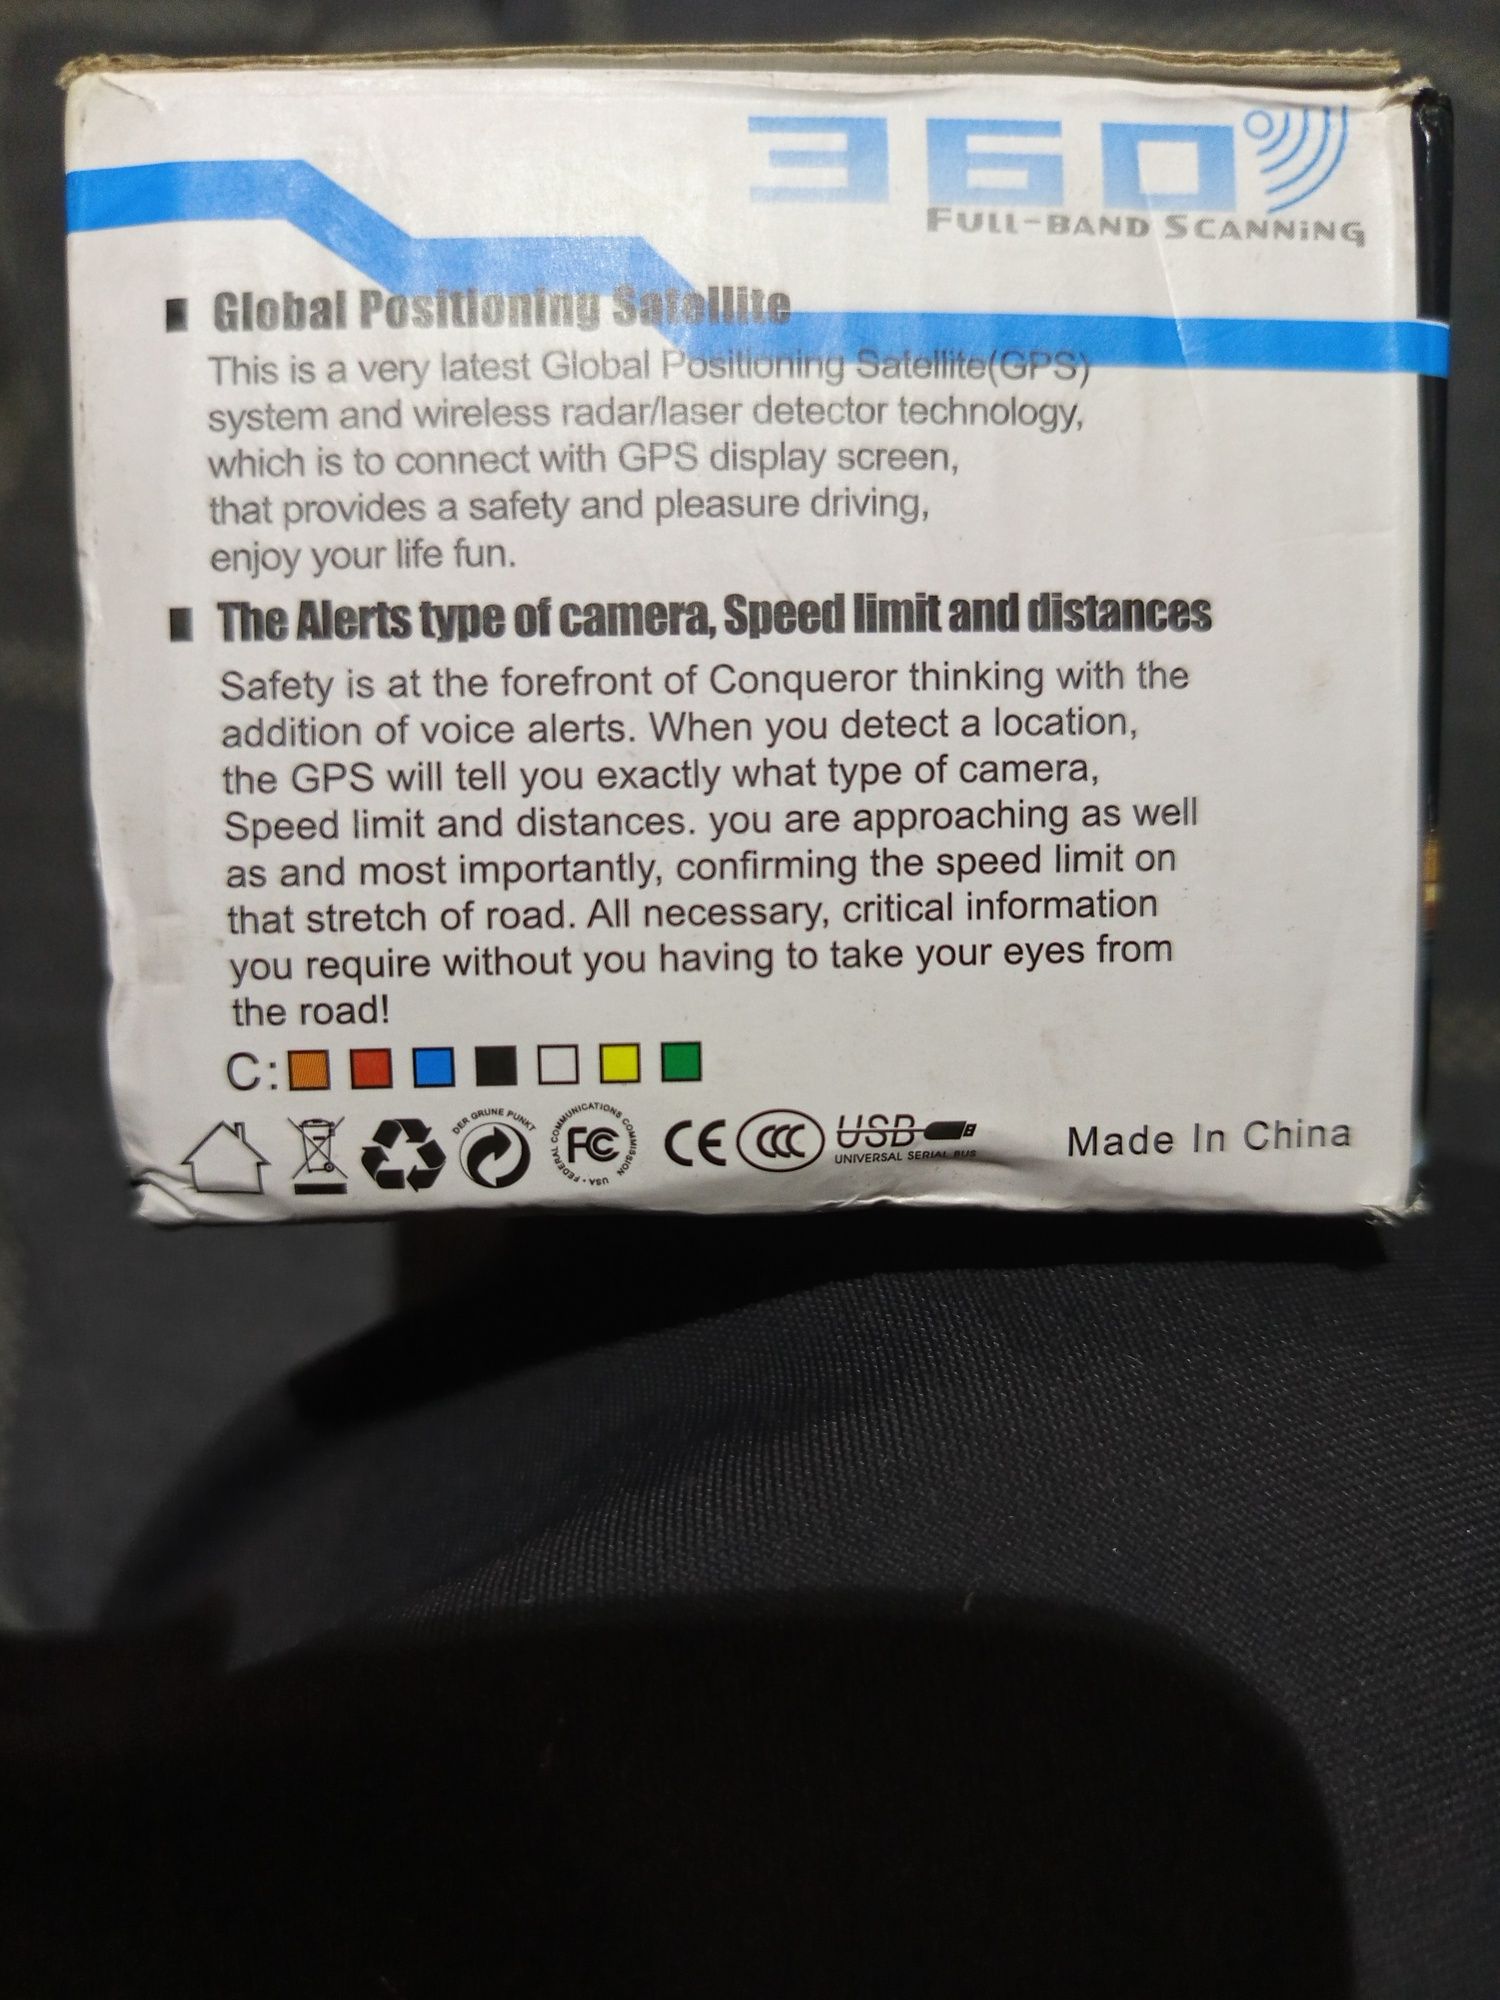 360
FULL-BAND SCANNiNG
■ Global Positioning Satellite
This is a very latest Global Positioning Satellite(GPS)
system and wireless radar/laser detector technology,
which is to connect with GPS display screen,
that provides a safety and pleasure driving,
enjoy your life fun.
■ The Alerts type of camera, Speed limit and distances
Safety is at the forefront of Conqueror thinking with the
addition of voice alerts. When you detect a location,
the GPS will tell you exactly what type of camera,
Speed limit and distances. you are approaching as well
as and most importantly, confirming the speed limit on
that stretch of road. All necessary, critical information
you require without you having to take your eyes from
the road!
C:
DER GRUNE PUNKT
FEDERAL COMMUNICATIONS COMMISSION
USA
FC
CE
CCC
USB
UNIVERSAL SERIAL BUS
Made In China